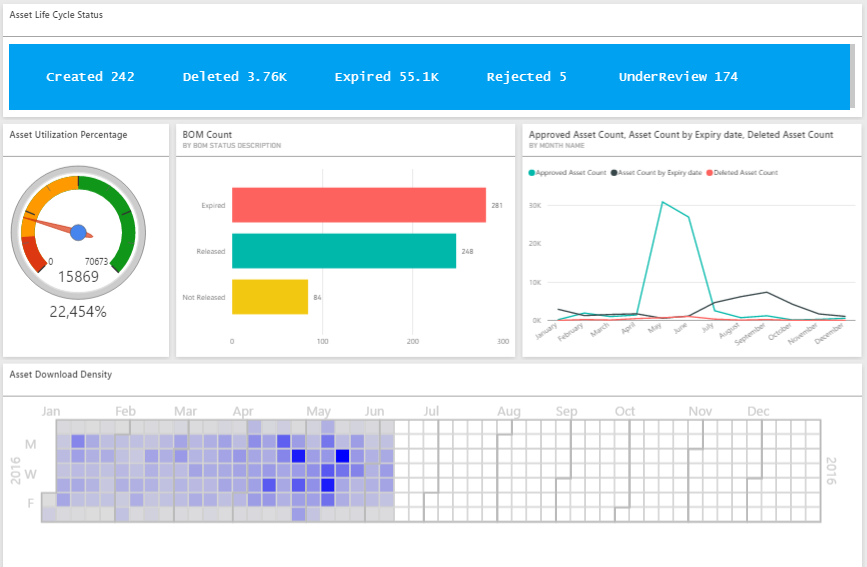 Asset Life Cycle Status
Created 242 Deleted 3.76K Expired 55.1K Rejected 5 UnderReview 174
Asset Utilization Percentage
0 70673
15869
22,454%
BOM Count
BY BOM STATUS DESCRIPTION
Expired 281
Released 248
Not Released 84
0 100 200 300
Approved Asset Count, Asset Count by Expiry date, Deleted Asset Count
BY MONTH NAME
Approved Asset Count Asset Count by Expiry date Deleted Asset Count
30K
20K
10K
0K
January February March April May June July August September October November December
Asset Download Density
Jan Feb Mar Apr May Jun Jul Aug Sep Oct Nov Dec
M
W
F
2016
2016